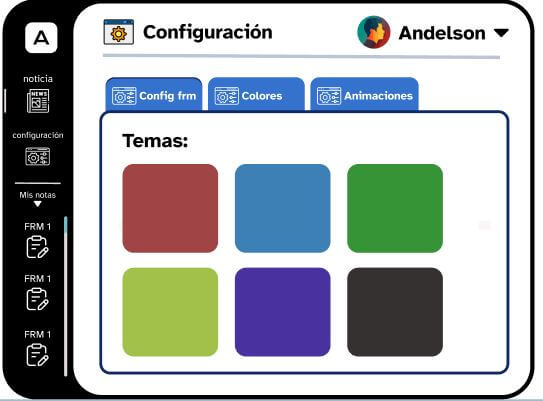 A
noticia
NEWS
configuración
Mis notas
FRM 1
FRM 1
FRM 1
Configuración
Andelson
Config frm
Colores
Animaciones
Temas: